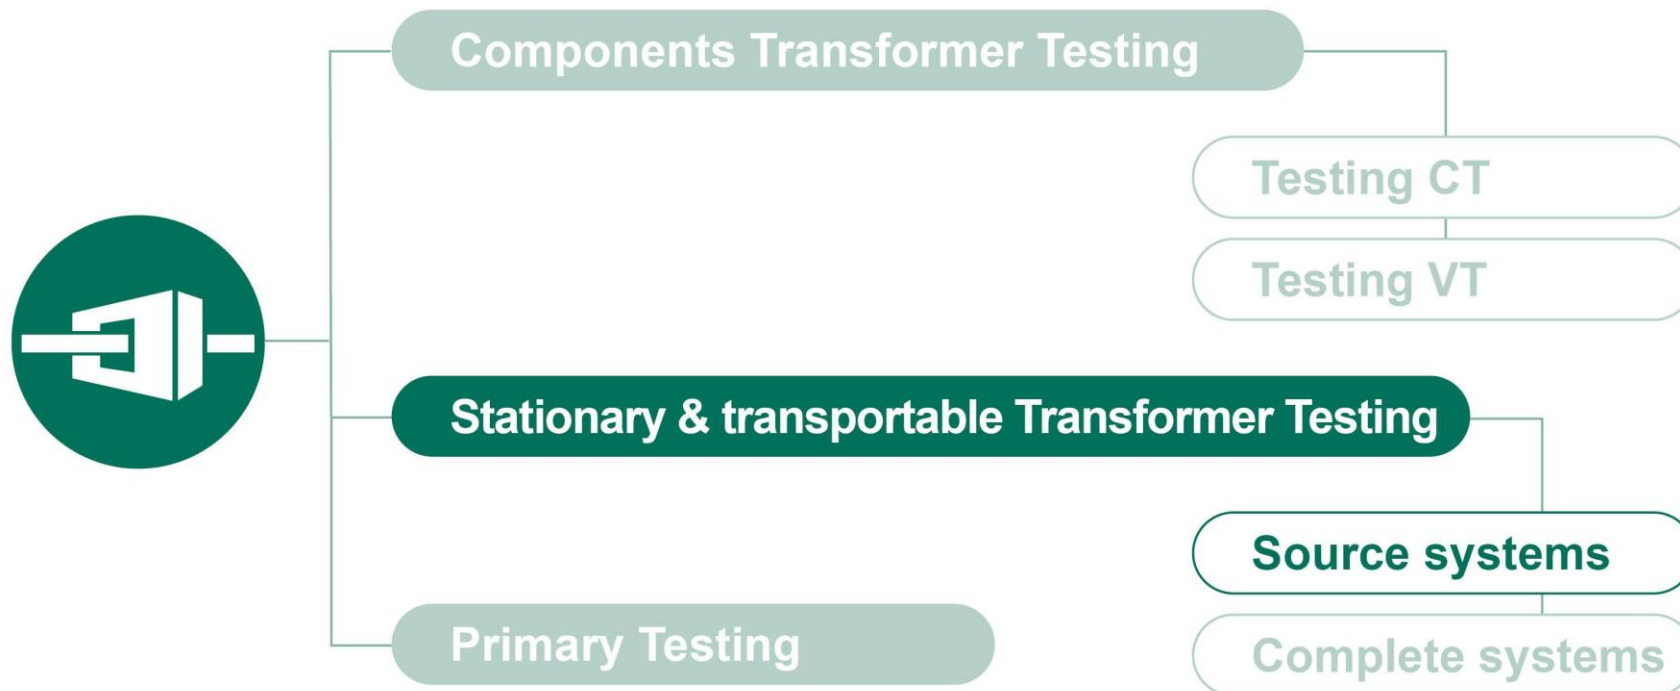 Components Transformer Testing
Testing CT
Testing VT
Stationary & transportable Transformer Testing
Source systems
Primary Testing
Complete systems